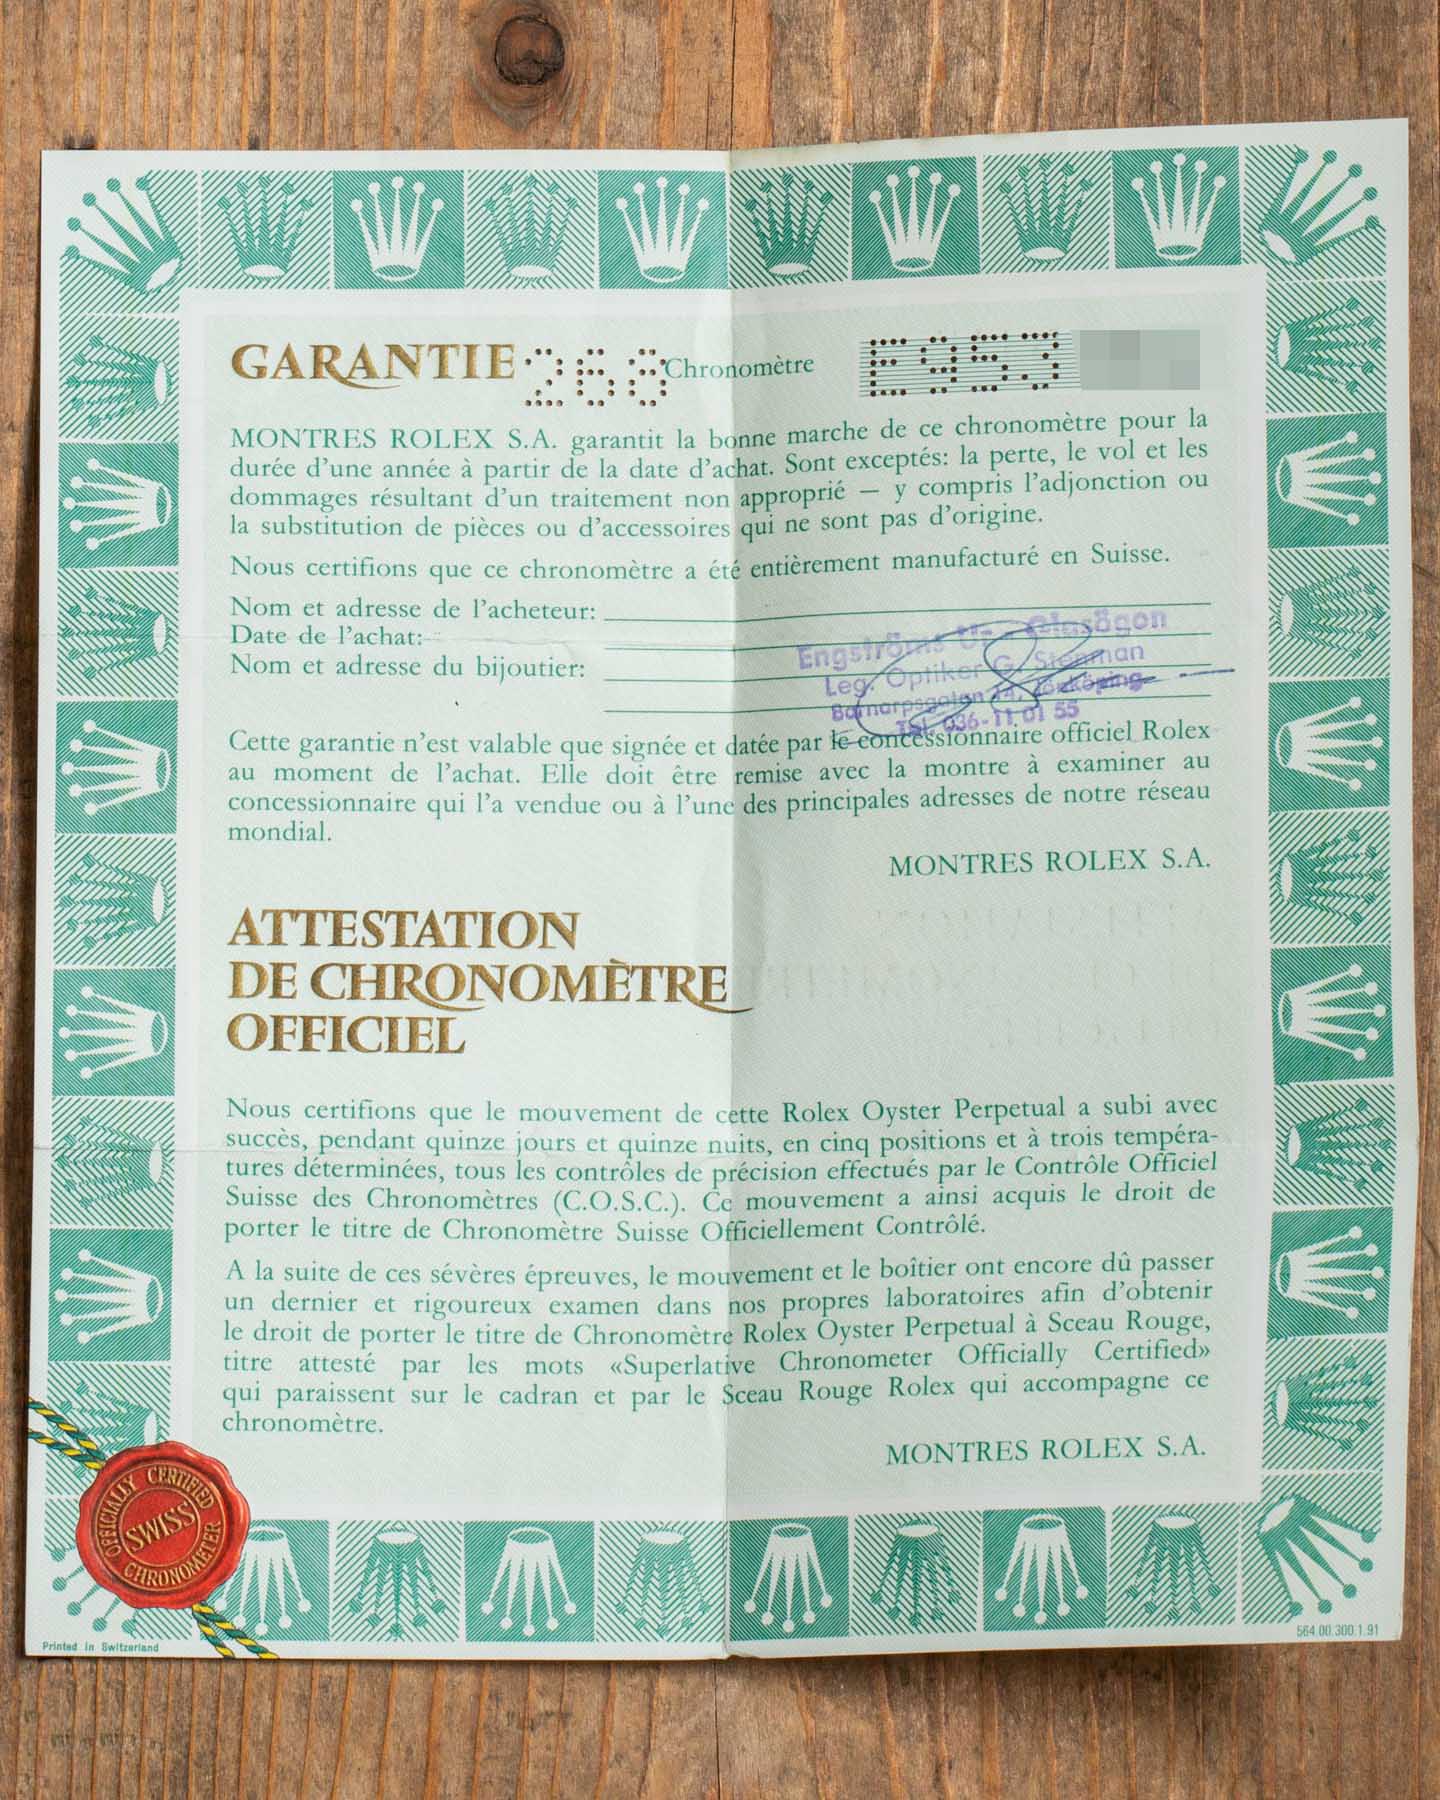 GARANTIE 268 Chronomètre E953
MONTRES ROLEX S.A. garantit la bonne marche de ce chronomètre pour la
durée d'une année à partir de la date d'achat. Sont exceptés: la perte, le vol et les
dommages résultant d'un traitement non approprié — y compris l'adjonction ou
la substitution de pièces ou d'accessoires qui ne sont pas d'origine.
Nous certifions que ce chronomètre a été entièrement manufacturé en Suisse.
Nom et adresse de l'acheteur:
Date de l'achat:
Nom et adresse du bijoutier:
Engströms Ur - Glasögon
Leg. Optiker G. Stenman
Barnarpsgatan 14, Jönköping
Tel. 036-11 01 55
Cette garantie n'est valable que signée et datée par le concessionnaire officiel Rolex
au moment de l'achat. Elle doit être remise avec la montre à examiner au
concessionnaire qui l'a vendue ou à l'une des principales adresses de notre réseau
mondial.
MONTRES ROLEX S.A.
ATTESTATION
DE CHRONOMÈTRE
OFFICIEL
Nous certifions que le mouvement de cette Rolex Oyster Perpetual a subi avec
succès, pendant quinze jours et quinze nuits, en cinq positions et à trois tempéra-
tures déterminées, tous les contrôles de précision effectués par le Contrôle Officiel
Suisse des Chronomètres (C.O.S.C.). Ce mouvement a ainsi acquis le droit de
porter le titre de Chronomètre Suisse Officiellement Contrôlé.
A la suite de ces sévères épreuves, le mouvement et le boîtier ont encore dû passer
un dernier et rigoureux examen dans nos propres laboratoires afin d'obtenir
le droit de porter le titre de Chronomètre Rolex Oyster Perpetual à Sceau Rouge,
titre attesté par les mots «Superlative Chronometer Officially Certified»
qui paraissent sur le cadran et par le Sceau Rouge Rolex qui accompagne ce
chronomètre.
MONTRES ROLEX S.A.
OFFICIALLY CERTIFIED
SWISS
CHRONOMETER
Printed in Switzerland
564.00.300.1.91